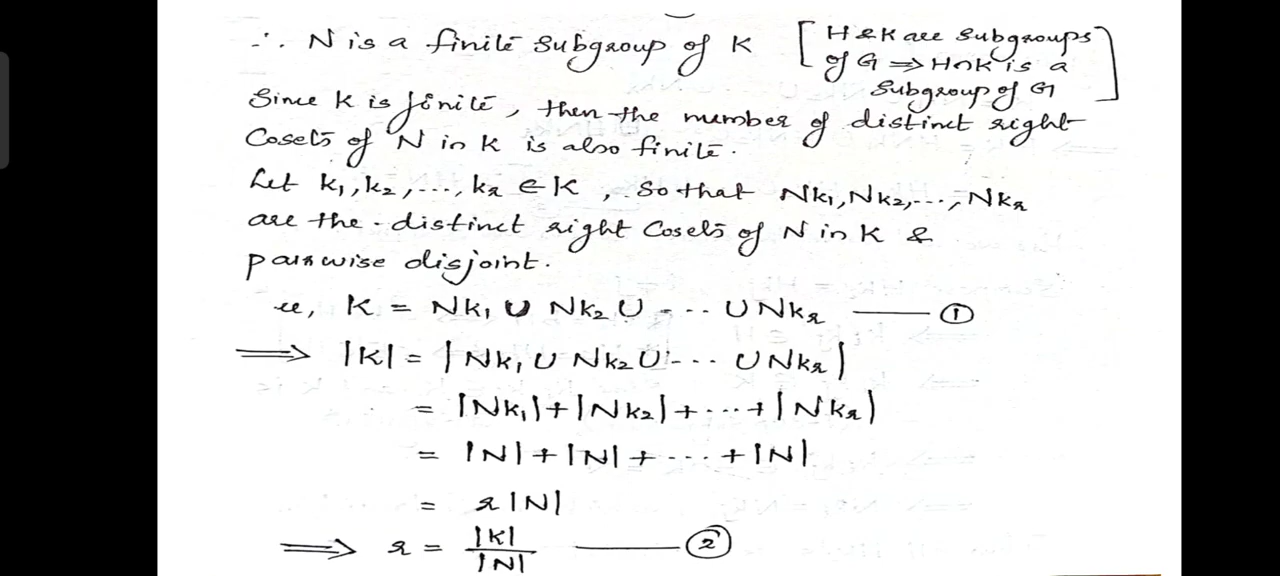 ∴ N is a finite subgroup of K [H & K are subgroups
of G ⇒ H∩K is a
subgroup of G]
Since K is finite, then the number of distinct right
Cosets of N in K is also finite.
Let k₁, k₂, ..., kᵣ ∈ K, so that Nk₁, Nk₂, ..., Nkᵣ
are the distinct right Cosets of N in K &
pairwise disjoint.
ie, K = Nk₁ ∪ Nk₂ ∪ ... ∪ Nkᵣ —— ①
⇒ |K| = |Nk₁ ∪ Nk₂ ∪ ... ∪ Nkᵣ|
= |Nk₁| + |Nk₂| + ... + |Nkᵣ|
= |N| + |N| + ... + |N|
= r |N|
⇒ r = |K| / |N| —— ②